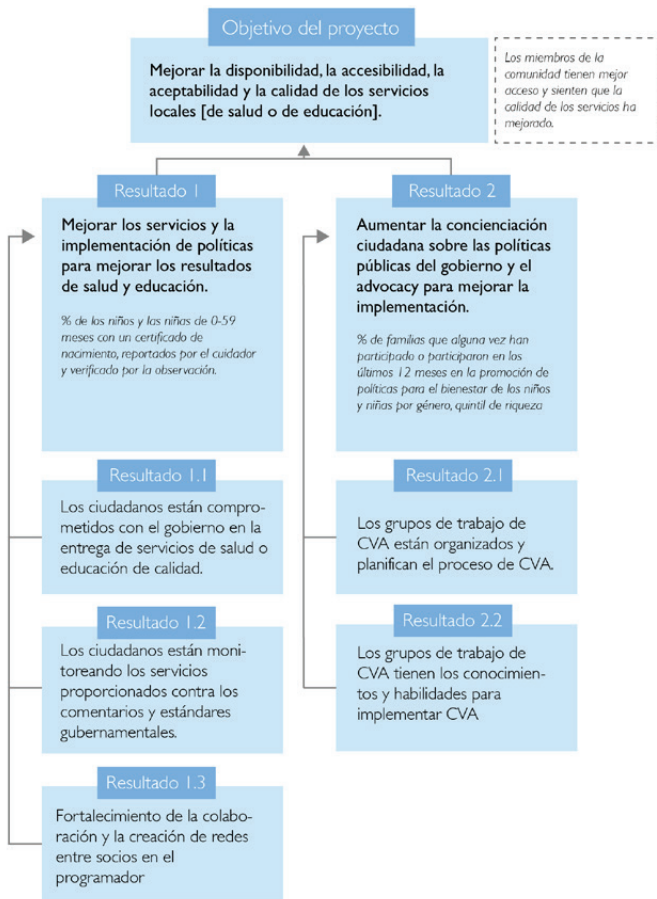 Objetivo del proyecto
Mejorar la disponibilidad, la accesibilidad, la
aceptabilidad y la calidad de los servicios
locales [de salud o de educación].
Los miembros de la
comunidad tienen mejor
acceso y sienten que la
calidad de los servicios ha
mejorado.
Resultado 1
Mejorar los servicios y la
implementación de políticas
para mejorar los resultados
de salud y educación.
% de los niños y las niñas de 0-59
meses con un certificado de
nacimiento, reportados por el cuidador
y verificado por la observación.
Resultado 2
Aumentar la concienciación
ciudadana sobre las políticas
públicas del gobierno y el
advocacy para mejorar la
implementación.
% de familias que alguna vez han
participado o participaron en los
últimos 12 meses en la promoción de
políticas para el bienestar de los niños
y niñas por género, quintil de riqueza
Resultado 1.1
Los ciudadanos están compro-
metidos con el gobierno en la
entrega de servicios de salud o
educación de calidad.
Resultado 1.2
Los ciudadanos están moni-
toreando los servicios
proporcionados contra los
comentarios y estándares
gubernamentales.
Resultado 1.3
Fortalecimiento de la colabo-
ración y la creación de redes
entre socios en el
programador
Resultado 2.1
Los grupos de trabajo de
CVA están organizados y
planifican el proceso de CVA.
Resultado 2.2
Los grupos de trabajo de
CVA tienen los conocimien-
tos y habilidades para
implementar CVA